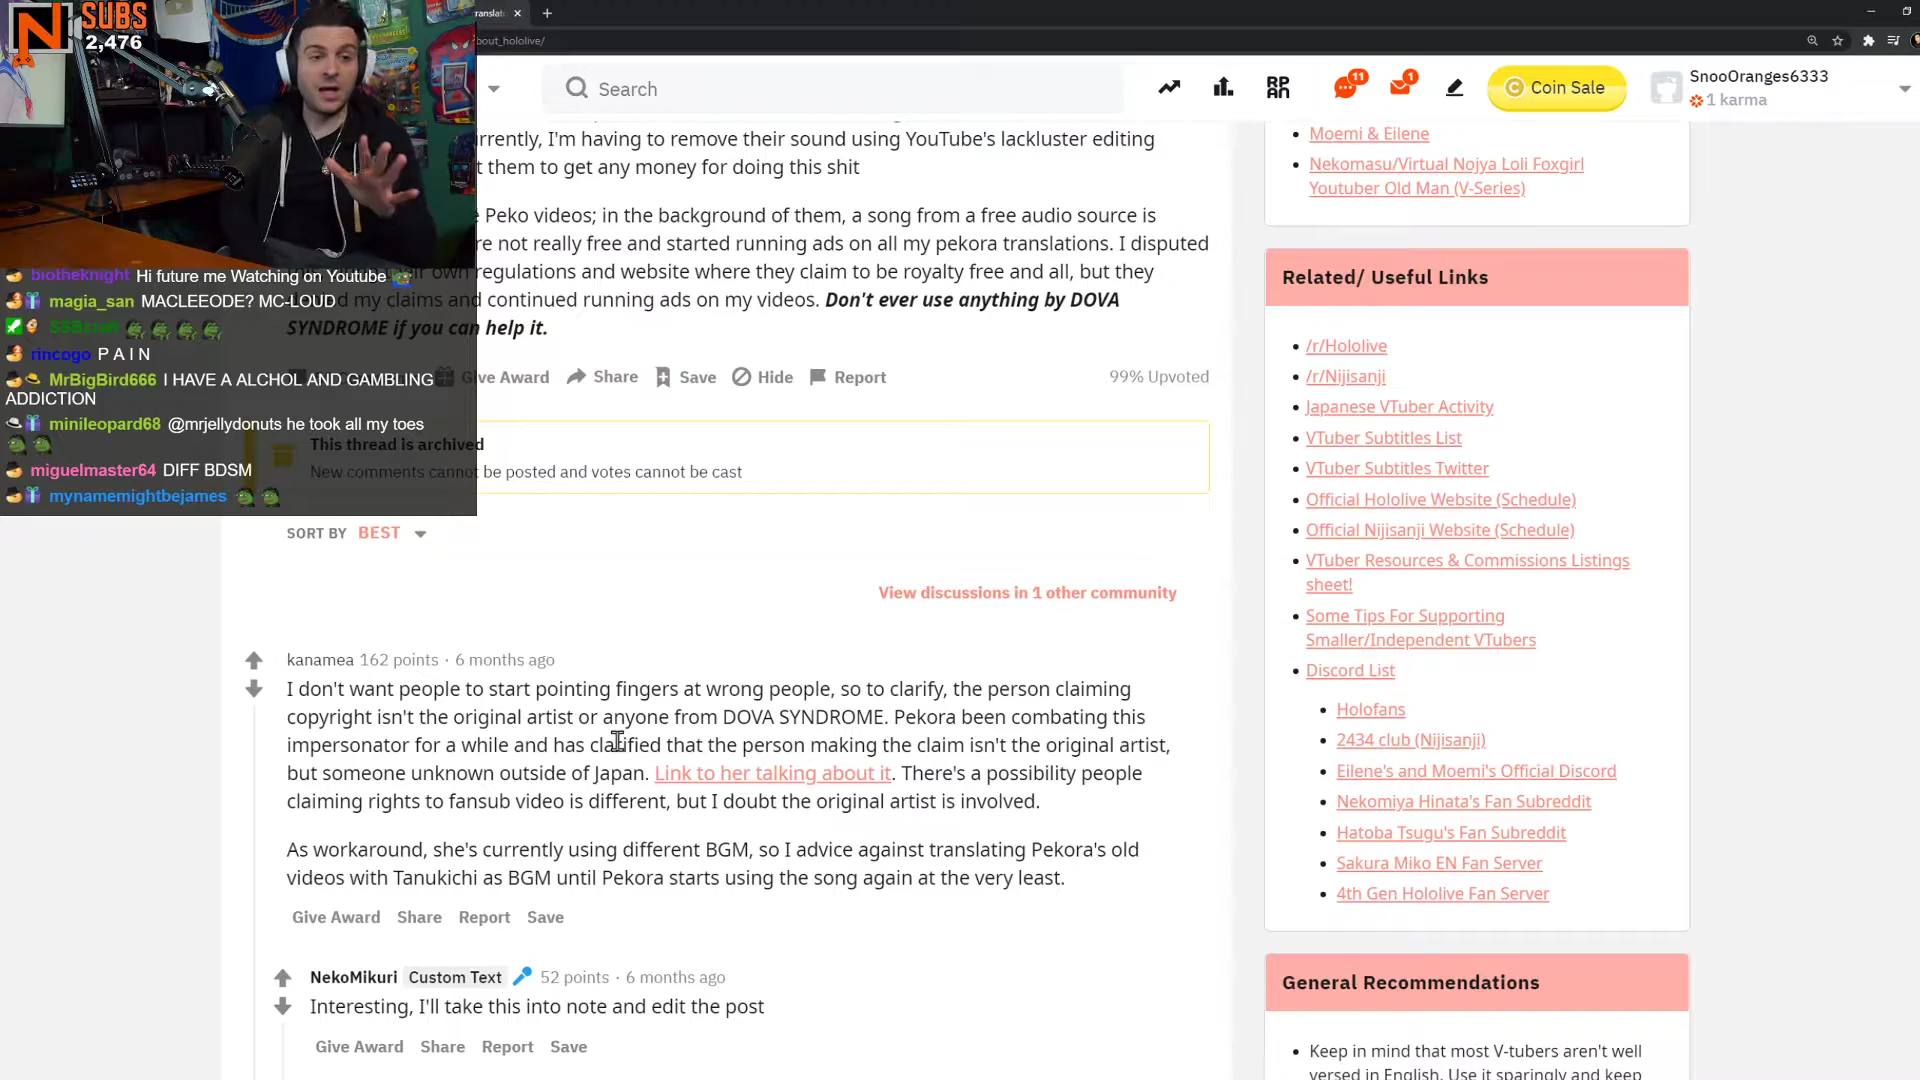 SUBS
2,476
translat
bout_hololive/
Search
11
1
Coin Sale
SnooOranges6333
1 karma
urrently, I'm having to remove their sound using YouTube's lackluster editing
t them to get any money for doing this shit
e Peko videos; in the background of them, a song from a free audio source is
re not really free and started running ads on all my pekora translations. I disputed
their own regulations and website where they claim to be royalty free and all, but they
my claims and continued running ads on my videos. Don't ever use anything by DOVA
SYNDROME if you can help it.
biotheknight Hi future me Watching on Youtube
magia_san MACLEEODE? MC-LOUD
rincogo P A I N
MrBigBird666 I HAVE A ALCHOL AND GAMBLING
ADDICTION
minileopard68 @mrjellydonuts he took all my toes
miguelmaster64 DIFF BDSM
mynamemightbejames
Give Award Share Save Hide Report 99% Upvoted
This thread is archived
New comments cannot be posted and votes cannot be cast
SORT BY BEST
View discussions in 1 other community
kanamea 162 points · 6 months ago
I don't want people to start pointing fingers at wrong people, so to clarify, the person claiming
copyright isn't the original artist or anyone from DOVA SYNDROME. Pekora been combating this
impersonator for a while and has clarified that the person making the claim isn't the original artist,
but someone unknown outside of Japan. Link to her talking about it. There's a possibility people
claiming rights to fansub video is different, but I doubt the original artist is involved.
As workaround, she's currently using different BGM, so I advice against translating Pekora's old
videos with Tanukichi as BGM until Pekora starts using the song again at the very least.
Give Award Share Report Save
NekoMikuri Custom Text 52 points · 6 months ago
Interesting, I'll take this into note and edit the post
Give Award Share Report Save
Moemi & Eilene
Nekomasu/Virtual Nojya Loli Foxgirl
Youtuber Old Man (V-Series)
Related/ Useful Links
/r/Hololive
/r/Nijisanji
Japanese VTuber Activity
VTuber Subtitles List
VTuber Subtitles Twitter
Official Hololive Website (Schedule)
Official Nijisanji Website (Schedule)
VTuber Resources & Commissions Listings
sheet!
Some Tips For Supporting
Smaller/Independent VTubers
Discord List
Holofans
2434 club (Nijisanji)
Eilene's and Moemi's Official Discord
Nekomiya Hinata's Fan Subreddit
Hatoba Tsugu's Fan Subreddit
Sakura Miko EN Fan Server
4th Gen Hololive Fan Server
General Recommendations
Keep in mind that most V-tubers aren't well
versed in English. Use it sparingly and keep